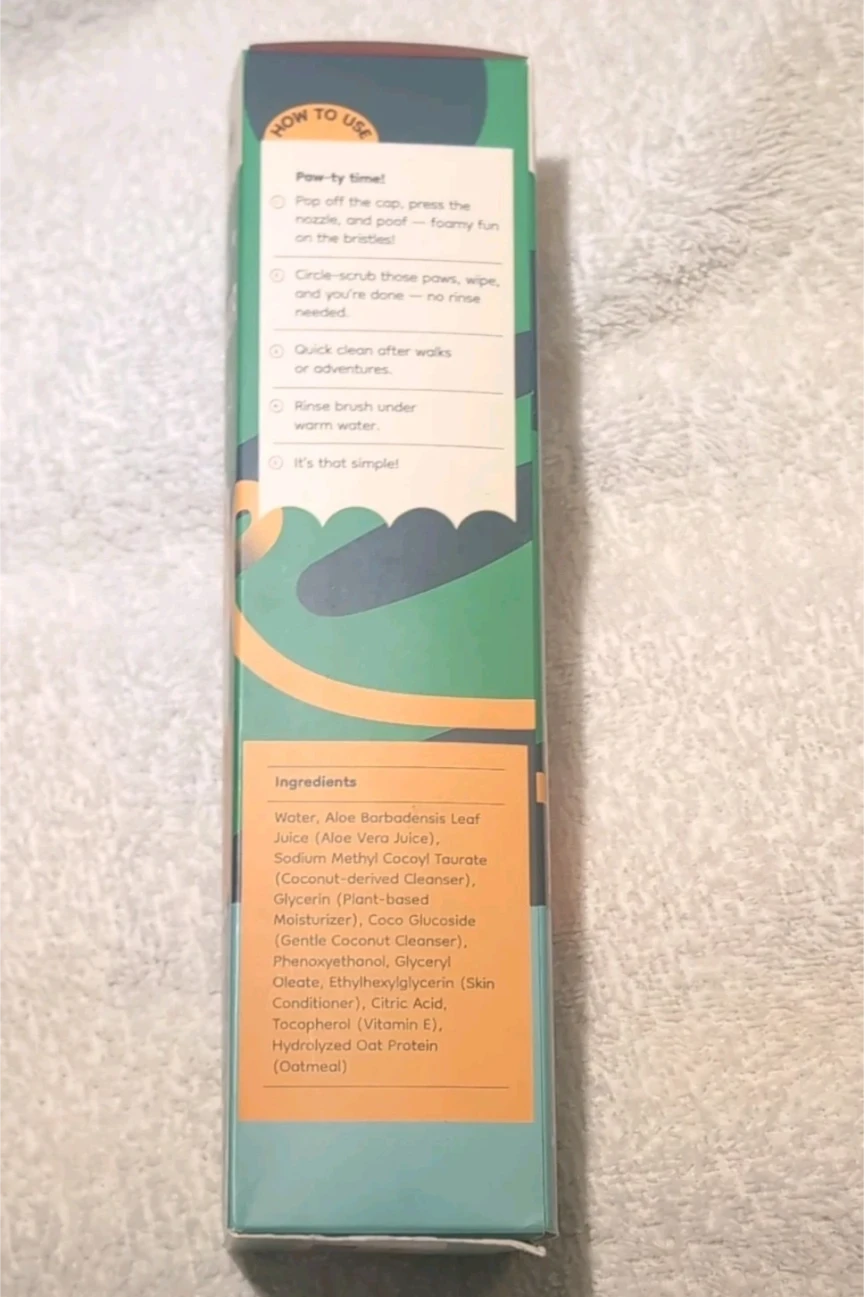 HOW TO USE
Paw-ty time!
Pop off the cap, press the
nozzle, and poof — foamy fun
on the bristles!
Circle-scrub those paws, wipe,
and you're done — no rinse
needed.
Quick clean after walks
or adventures.
Rinse brush under
warm water.
It's that simple!
Ingredients
Water, Aloe Barbadensis Leaf
Juice (Aloe Vera Juice),
Sodium Methyl Cocoyl Taurate
(Coconut-derived Cleanser),
Glycerin (Plant-based
Moisturizer), Coco Glucoside
(Gentle Coconut Cleanser),
Phenoxyethanol, Glyceryl
Oleate, Ethylhexylglycerin (Skin
Conditioner), Citric Acid,
Tocopherol (Vitamin E),
Hydrolyzed Oat Protein
(Oatmeal)